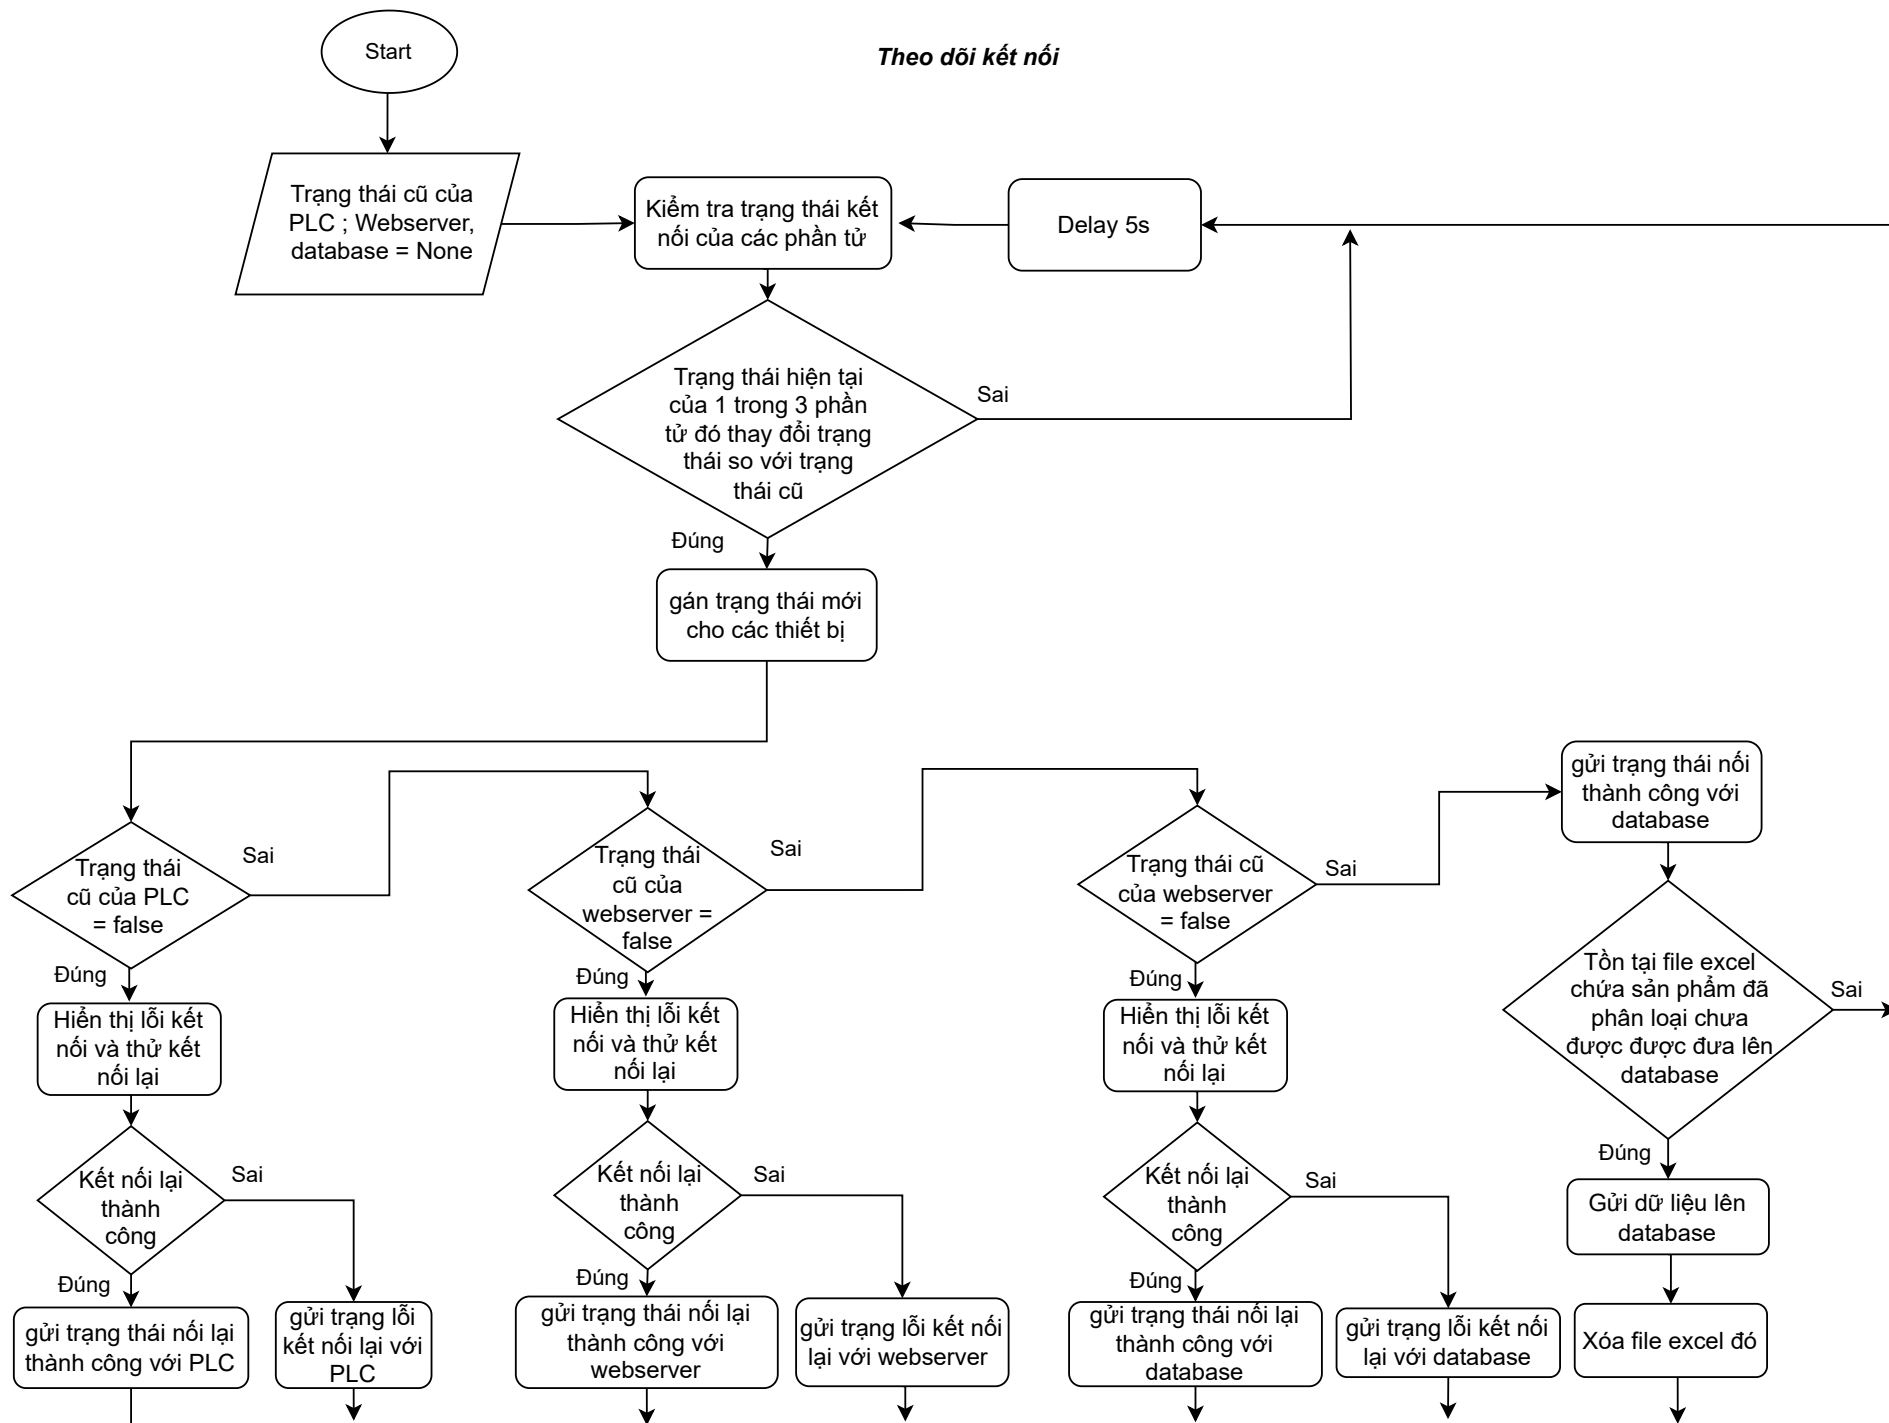 Start
Theo dõi kết nối
Trạng thái cũ của
PLC ; Webserver,
database = None
Kiểm tra trạng thái kết
nối của các phần tử
Delay 5s
Trạng thái hiện tại
của 1 trong 3 phần
tử đó thay đổi trạng
thái so với trạng
thái cũ
Sai
Đúng
gán trạng thái mới
cho các thiết bị
Trạng thái
cũ của PLC
= false
Sai
Đúng
Hiển thị lỗi kết
nối và thử kết
nối lại
Kết nối lại
thành
công
Sai
Đúng
gửi trạng thái nối lại
thành công với PLC
gửi trạng lỗi
kết nối lại với
PLC
Trạng thái
cũ của
webserver =
false
Sai
Đúng
Hiển thị lỗi kết
nối và thử kết
nối lại
Kết nối lại
thành
công
Sai
Đúng
gửi trạng thái nối lại
thành công với
webserver
gửi trạng lỗi kết nối
lại với webserver
Trạng thái cũ
của webserver
= false
Sai
Đúng
Hiển thị lỗi kết
nối và thử kết
nối lại
Kết nối lại
thành
công
Sai
Đúng
gửi trạng thái nối lại
thành công với
database
gửi trạng lỗi kết nối
lại với database
gửi trạng thái nối
thành công với
database
Tồn tại file excel
chứa sản phẩm đã
phân loại chưa
được được đưa lên
database
Sai
Đúng
Gửi dữ liệu lên
database
Xóa file excel đó